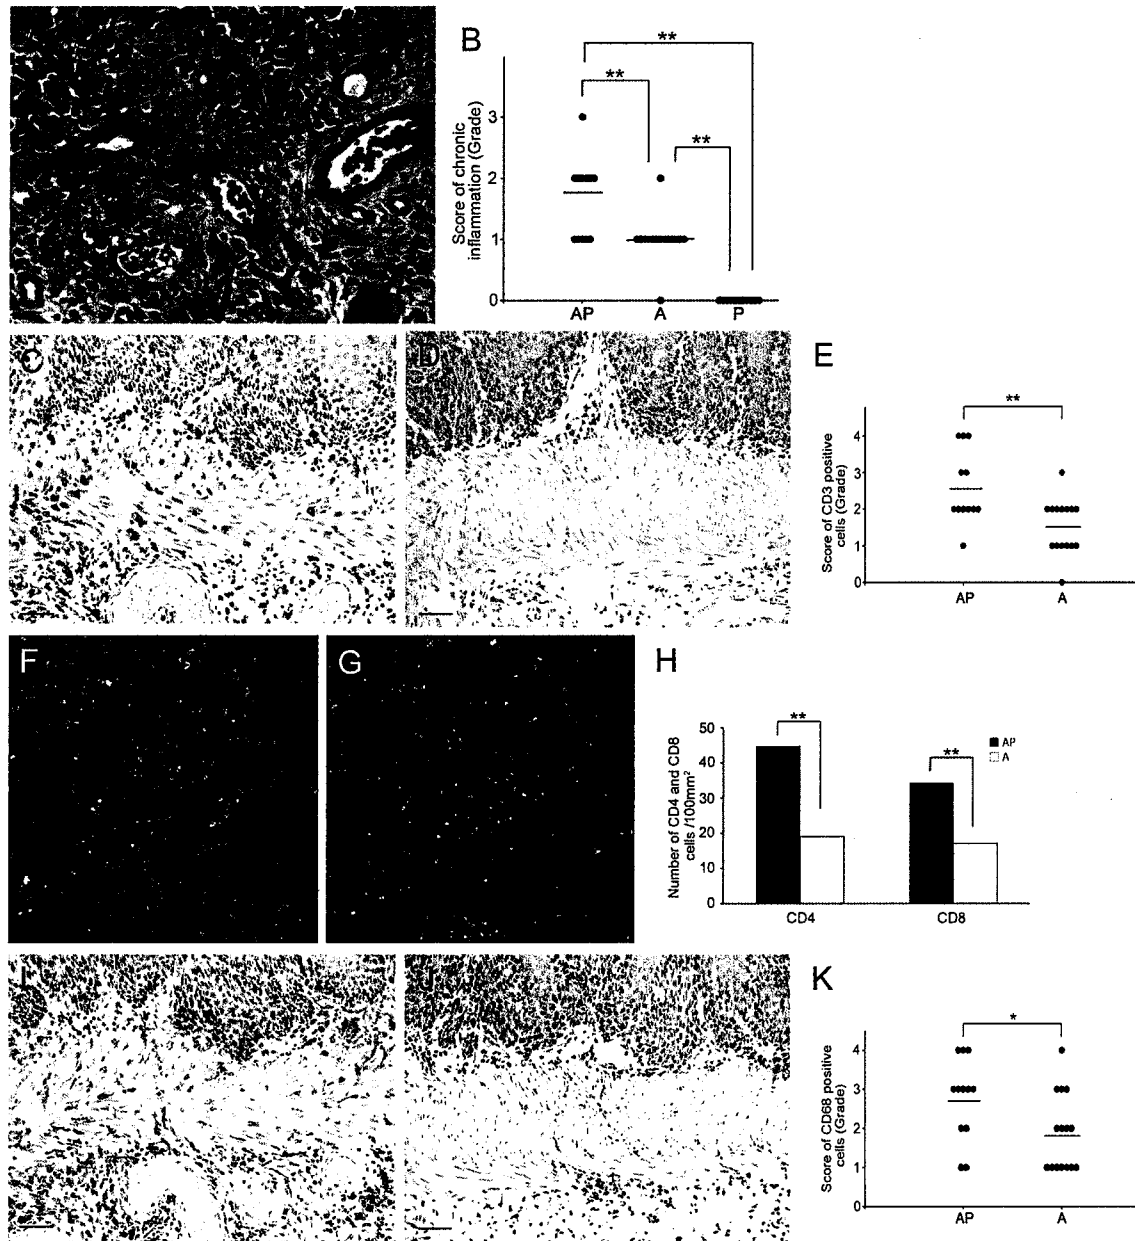 B
**
**
**
Score of chronic
inflammation (Grade)
3
2
1
0
AP
A
P
C
D
E
**
Score of CD3 positive
cells (Grade)
4
3
2
1
0
AP
A
F
G
H
Number of CD4 and CD8
cells /100mm²
50
40
30
20
10
0
**
**
AP
A
CD4
CD8
I
J
K
*
Score of CD68 positive
cells (Grade)
4
3
2
1
0
AP
A